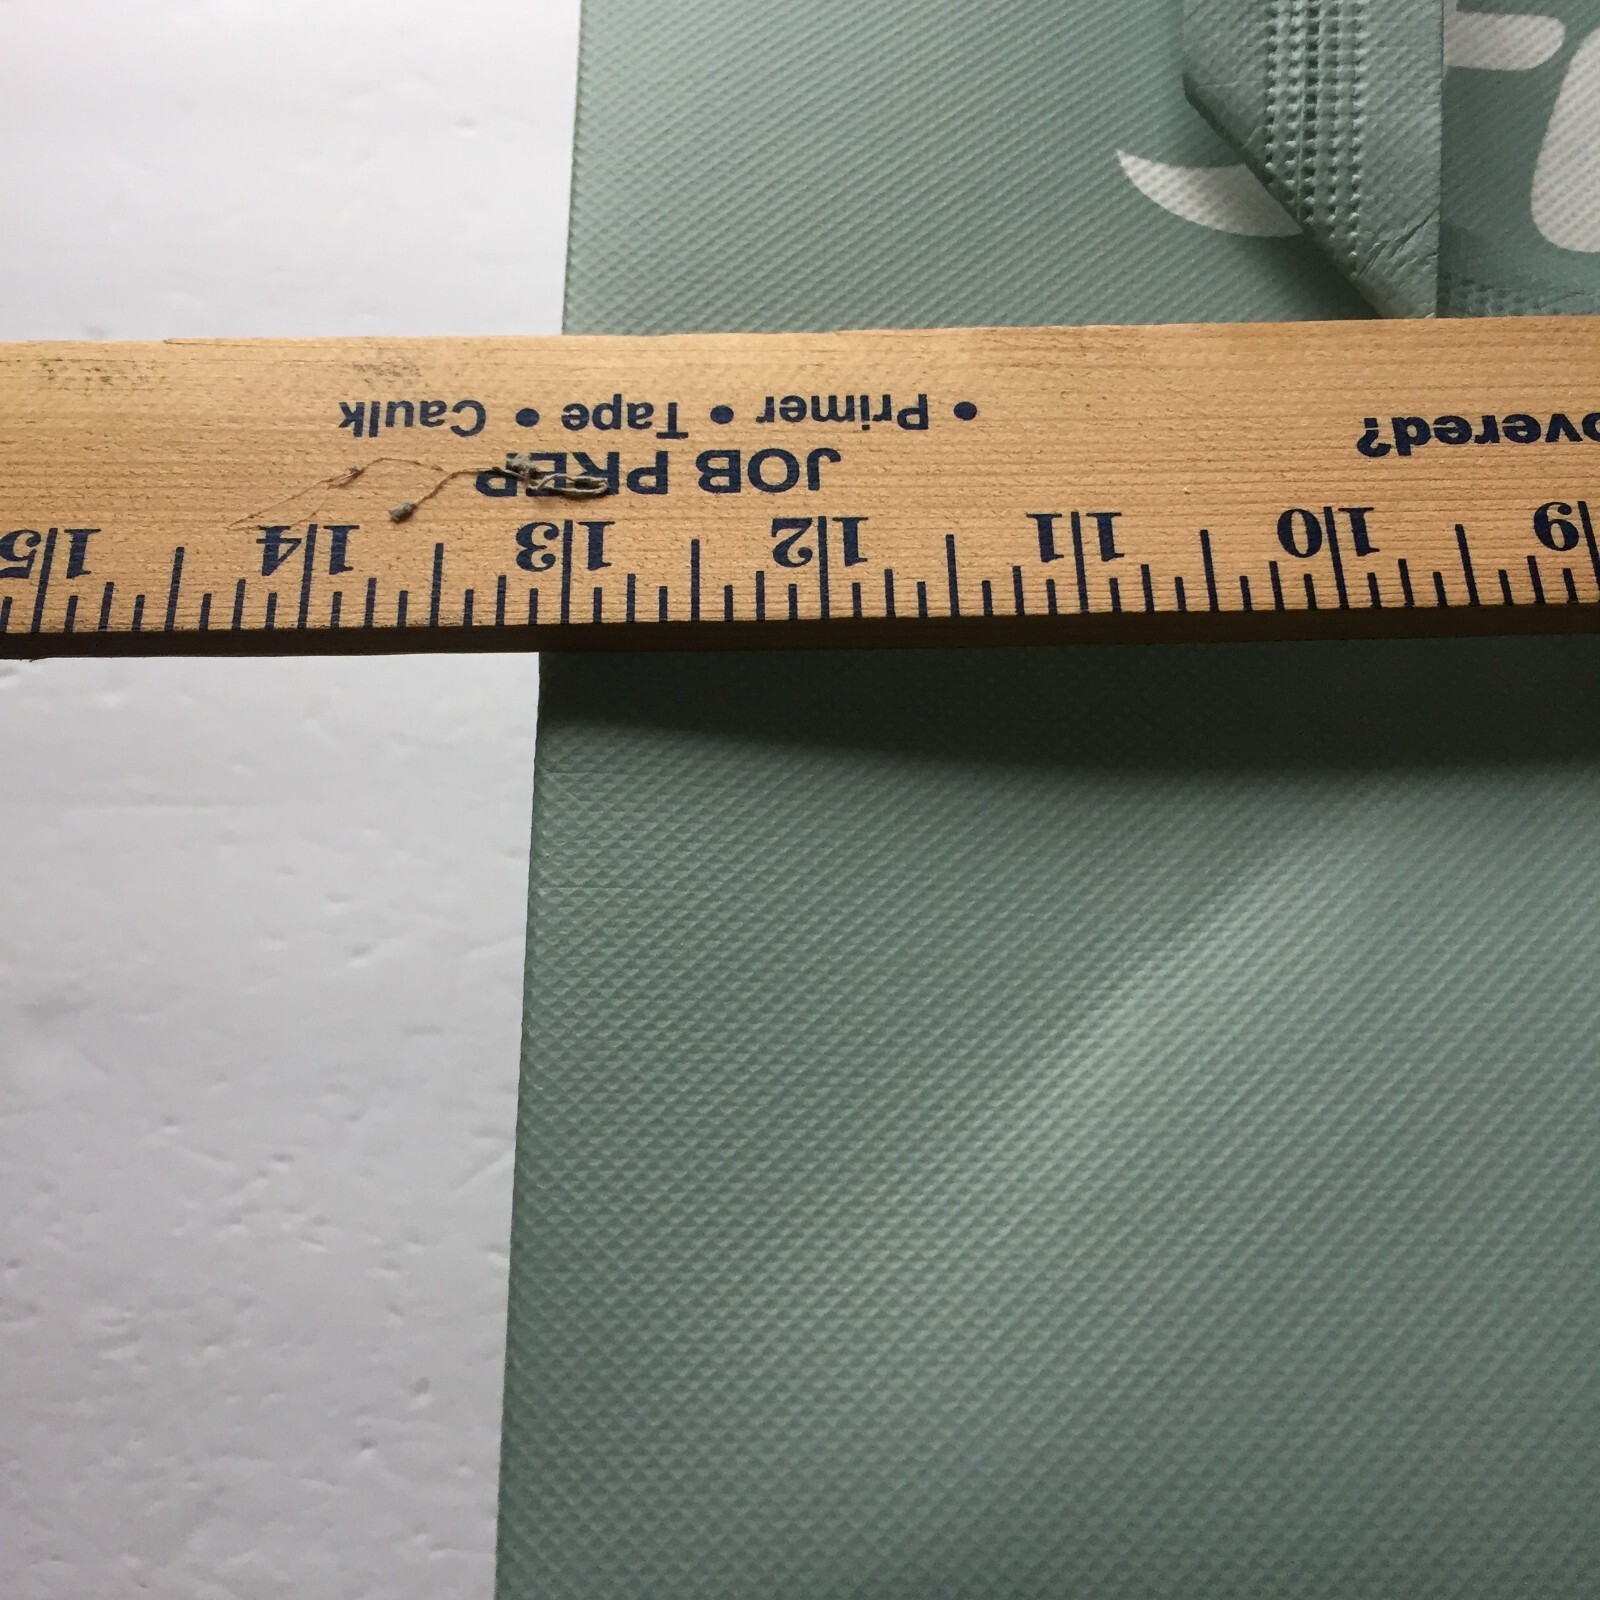 overed?
JOB PREP
• Primer • Tape • Caulk
9 10 11 12 13 14 15